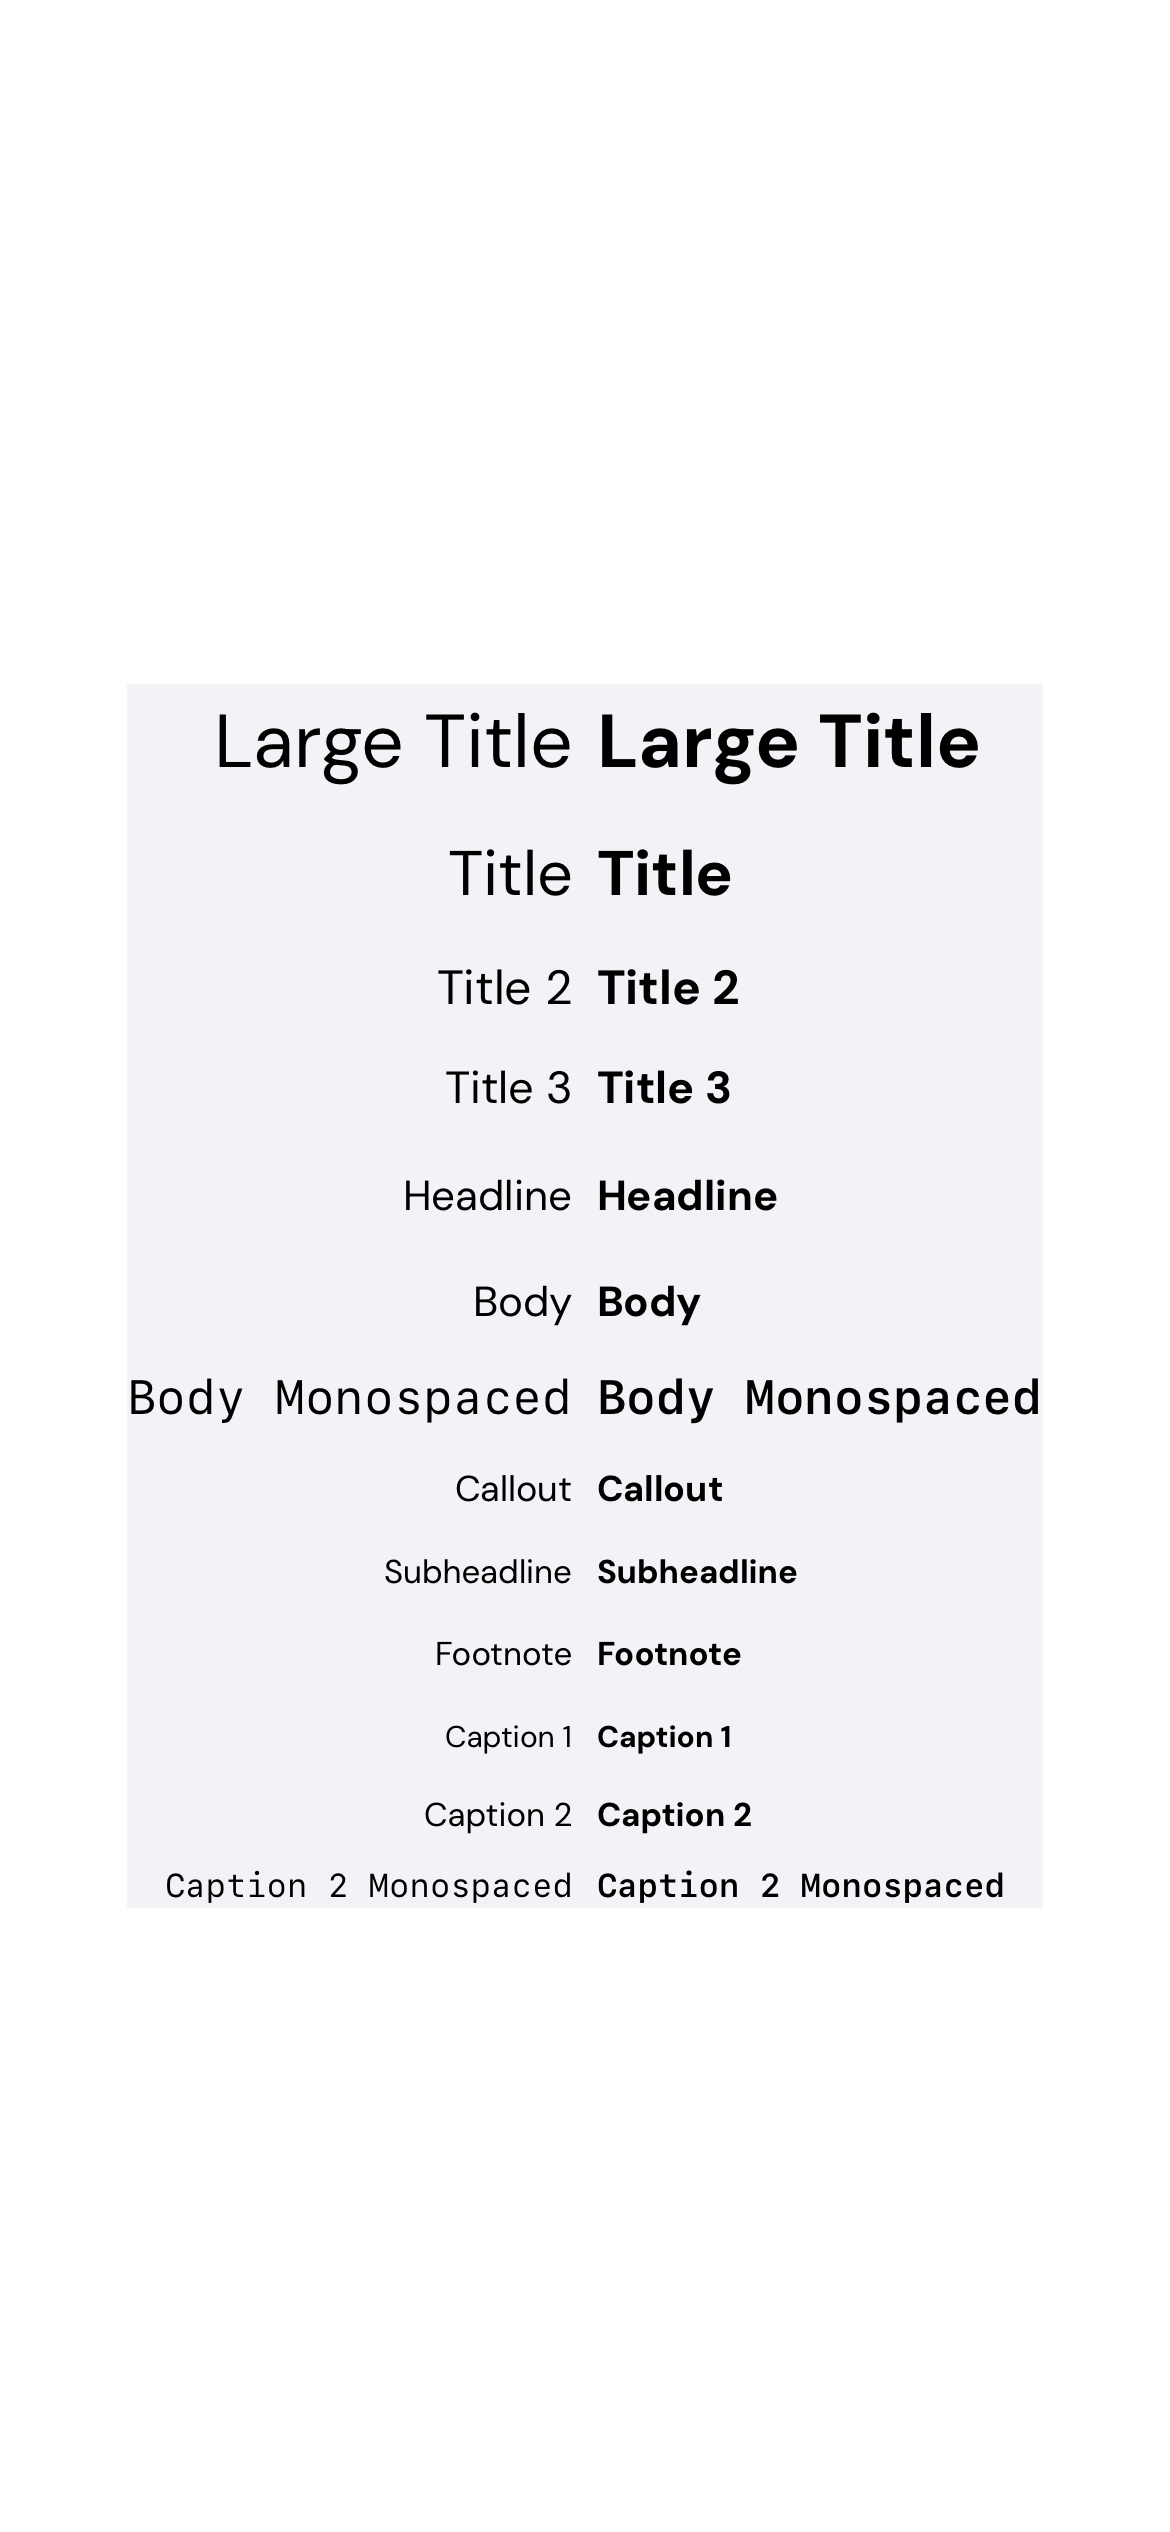 Large Title Large Title
Title Title
Title 2 Title 2
Title 3 Title 3
Headline Headline
Body Body
Body Monospaced Body Monospaced
Callout Callout
Subheadline Subheadline
Footnote Footnote
Caption 1 Caption 1
Caption 2 Caption 2
Caption 2 Monospaced Caption 2 Monospaced